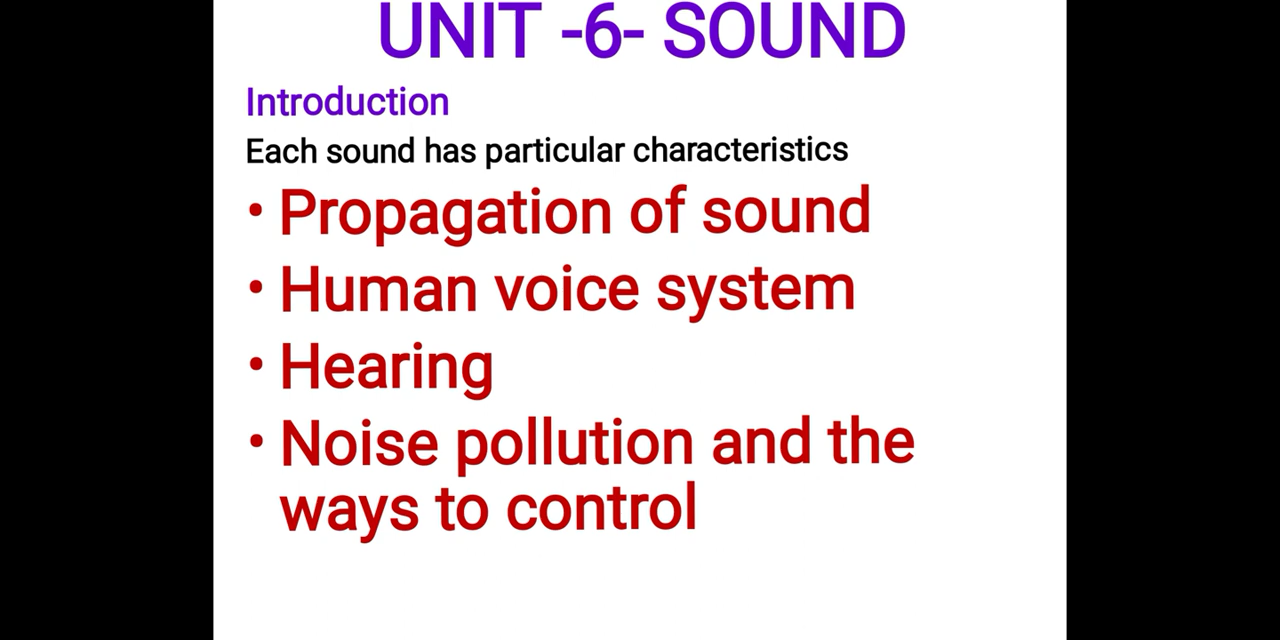 UNIT -6- SOUND
Introduction
Each sound has particular characteristics
• Propagation of sound
• Human voice system
• Hearing
• Noise pollution and the
ways to control